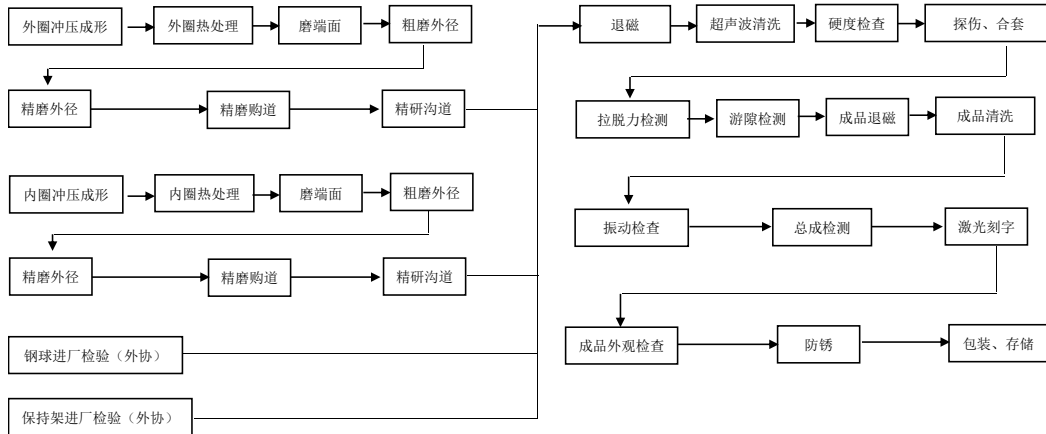 外圈冲压成形
外圈热处理
磨端面
粗磨外径
精磨外径
精磨购道
精研沟道
内圈冲压成形
内圈热处理
磨端面
粗磨外径
精磨外径
精磨购道
精研沟道
钢球进厂检验（外协）
保持架进厂检验（外协）
退磁
超声波清洗
硬度检查
探伤、合套
拉脱力检测
游隙检测
成品退磁
成品清洗
振动检查
总成检测
激光刻字
成品外观检查
防锈
包装、存储